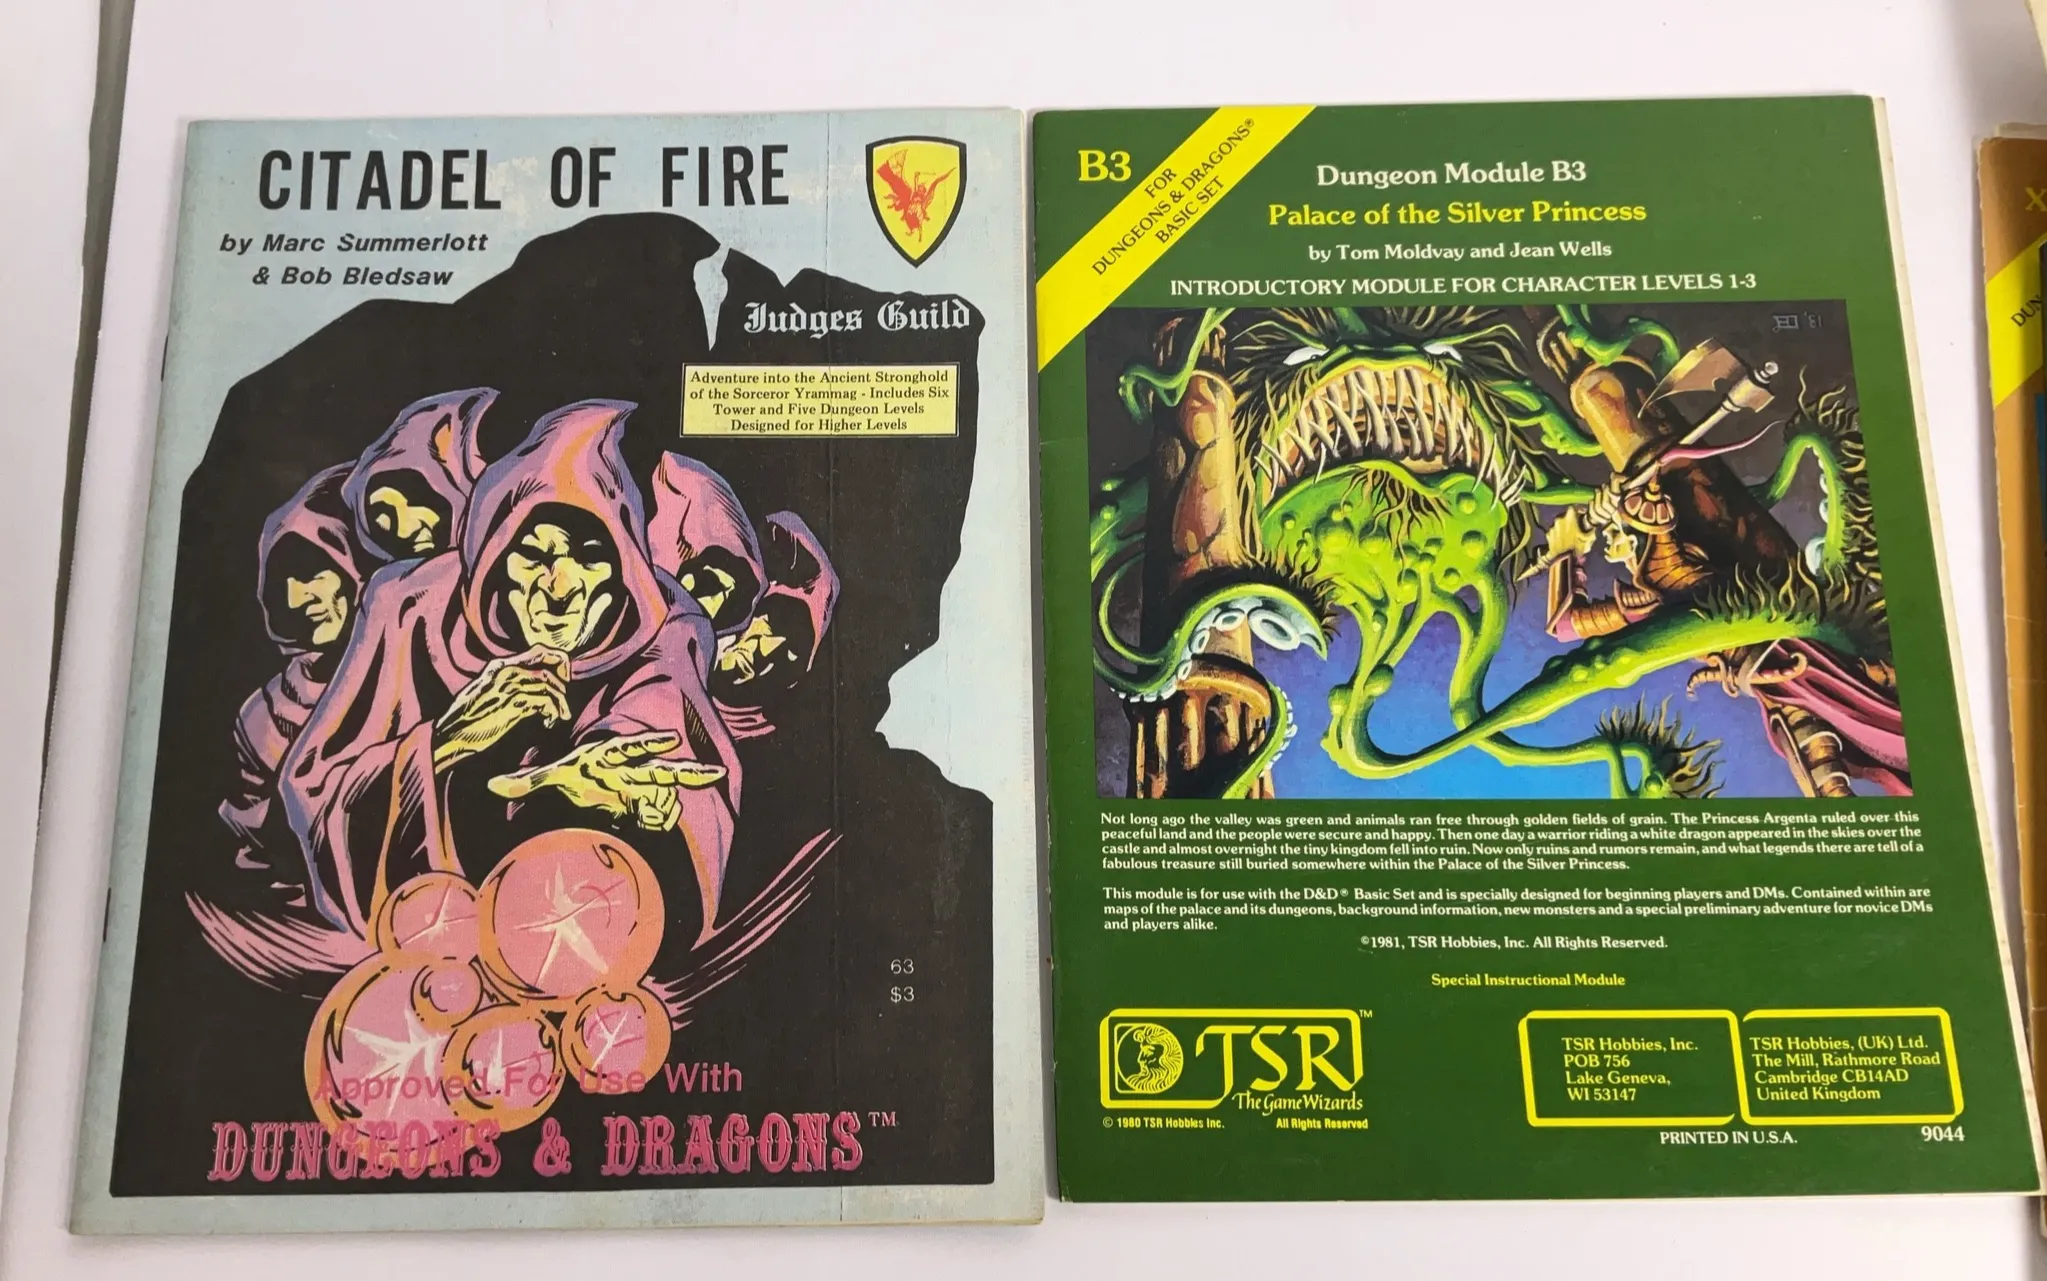 CITADEL OF FIRE
by Marc Summerlott
& Bob Bledsaw
Judges Guild
Adventure into the Ancient Stronghold
of the Sorceror Yrammag - Includes Six
Tower and Five Dungeon Levels
Designed for Higher Levels
63
$3
Approved For Use With
DUNGEONS & DRAGONS™
B3
FOR
DUNGEONS & DRAGONS®
BASIC SET
Dungeon Module B3
Palace of the Silver Princess
by Tom Moldvay and Jean Wells
INTRODUCTORY MODULE FOR CHARACTER LEVELS 1-3
'81
Not long ago the valley was green and animals ran free through golden fields of grain. The Princess Argenta ruled over this
peaceful land and the people were secure and happy. Then one day a warrior riding a white dragon appeared in the skies over the
castle and almost overnight the tiny kingdom fell into ruin. Now only ruins and rumors remain, and what legends there are tell of a
fabulous treasure still buried somewhere within the Palace of the Silver Princess.
This module is for use with the D&D® Basic Set and is specially designed for beginning players and DMs. Contained within are
maps of the palace and its dungeons, background information, new monsters and a special preliminary adventure for novice DMs
and players alike.
©1981, TSR Hobbies, Inc. All Rights Reserved.
Special Instructional Module
TSR™
The Game Wizards
© 1980 TSR Hobbies Inc. All Rights Reserved
TSR Hobbies, Inc.
POB 756
Lake Geneva,
WI 53147
TSR Hobbies, (UK) Ltd.
The Mill, Rathmore Road
Cambridge CB14AD
United Kingdom
PRINTED IN U.S.A.
9044
X
DUN